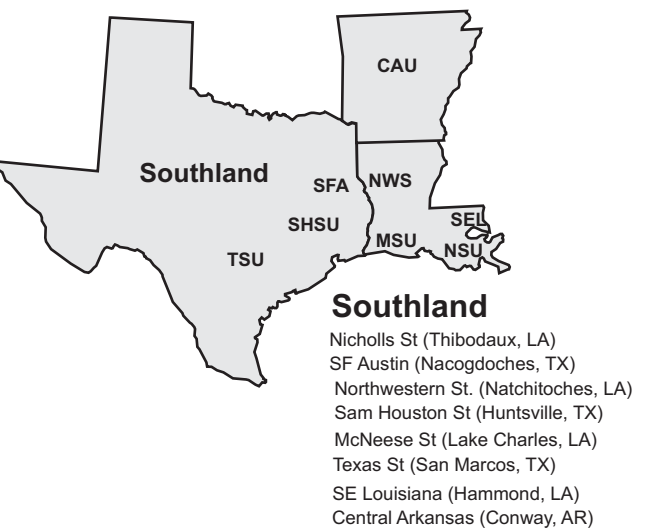 CAU
Southland
SFA
NWS
SHSU
SEL
MSU
NSU
TSU
Southland
Nicholls St (Thibodaux, LA)
SF Austin (Nacogdoches, TX)
Northwestern St. (Natchitoches, LA)
Sam Houston St (Huntsville, TX)
McNeese St (Lake Charles, LA)
Texas St (San Marcos, TX)
SE Louisiana (Hammond, LA)
Central Arkansas (Conway, AR)